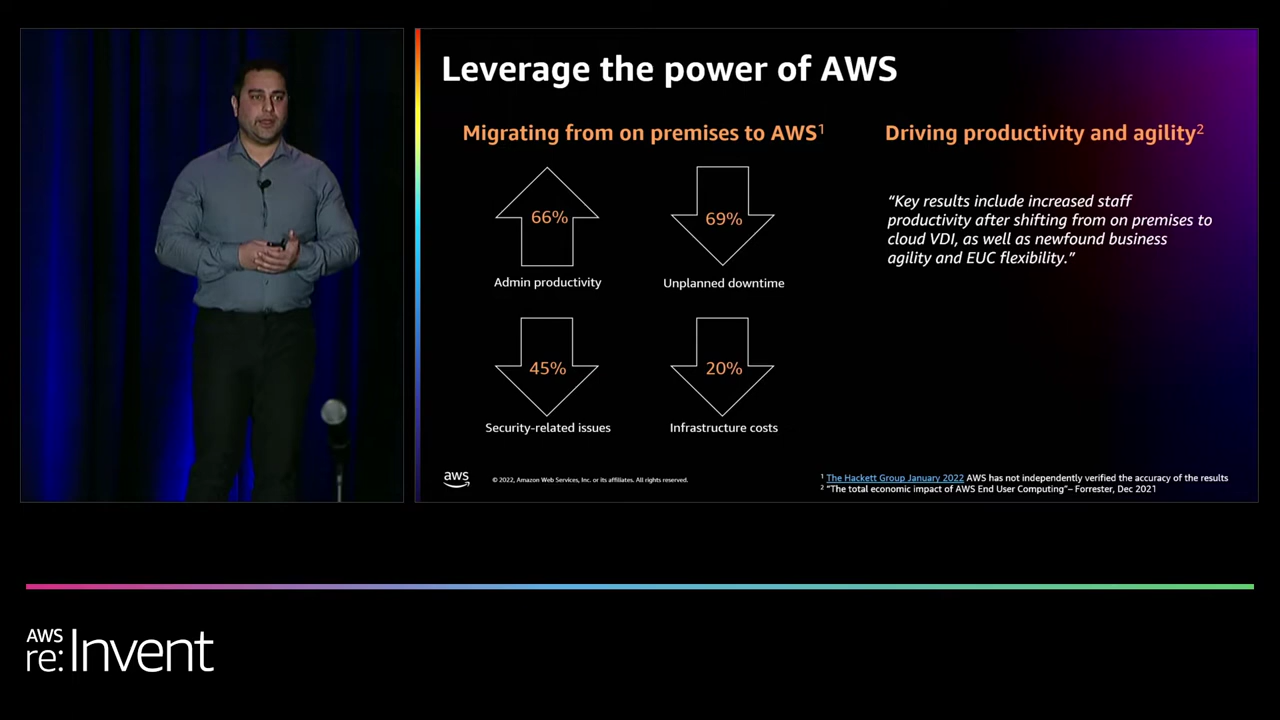 Leverage the power of AWS
Migrating from on premises to AWS¹
66%
Admin productivity
69%
Unplanned downtime
45%
Security-related issues
20%
Infrastructure costs
Driving productivity and agility²
“Key results include increased staff
productivity after shifting from on premises to
cloud VDI, as well as newfound business
agility and EUC flexibility.”
aws
© 2022, Amazon Web Services, Inc. or its affiliates. All rights reserved.
¹ The Hackett Group January 2022 AWS has not independently verified the accuracy of the results
² “The total economic impact of AWS End User Computing”– Forrester, Dec 2021
AWS
re:Invent